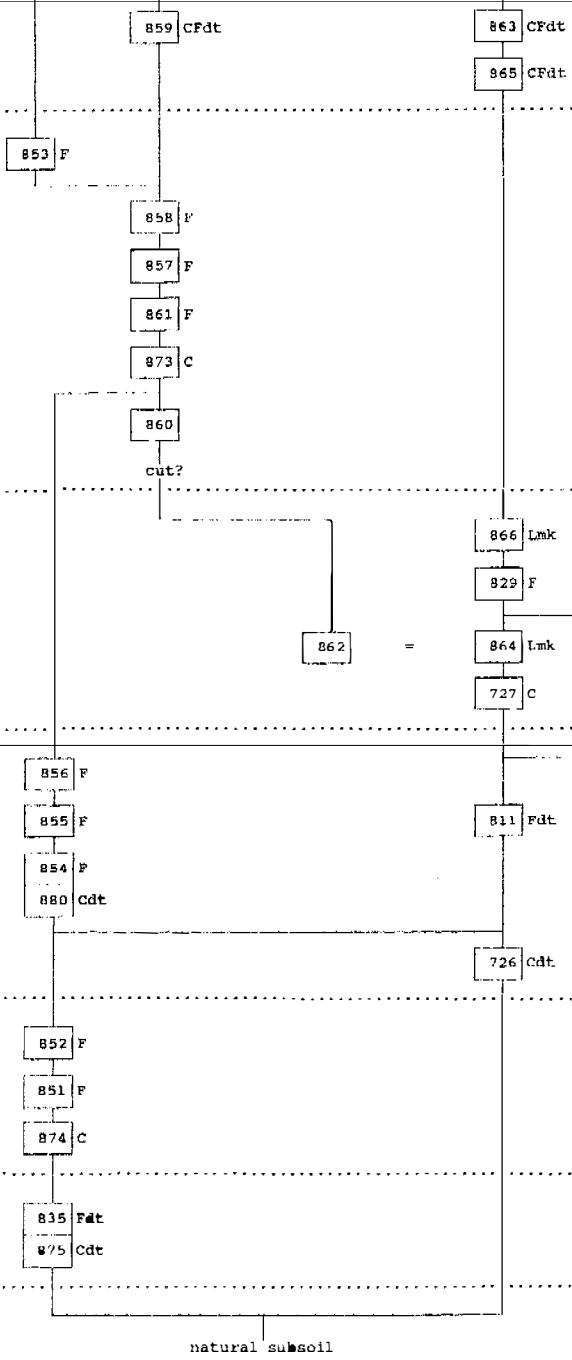 859 CFdt
863 CFdt
865 CFdt
853 F
858 F
857 F
861 F
873 C
860
cut?
866 Lmk
829 F
862 = 864 Lmk
727 C
856 F
855 F
811 Fdt
854 F
880 Cdt
726 Cdt
852 F
851 F
874 C
835 Fdt
875 Cdt
natural subsoil